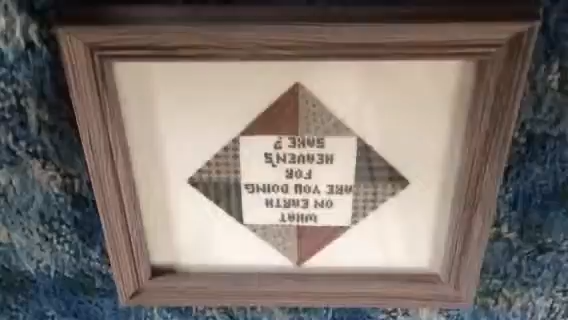 WHAT
ON EARTH
ARE YOU DOING
FOR
HEAVEN'S
SAKE?